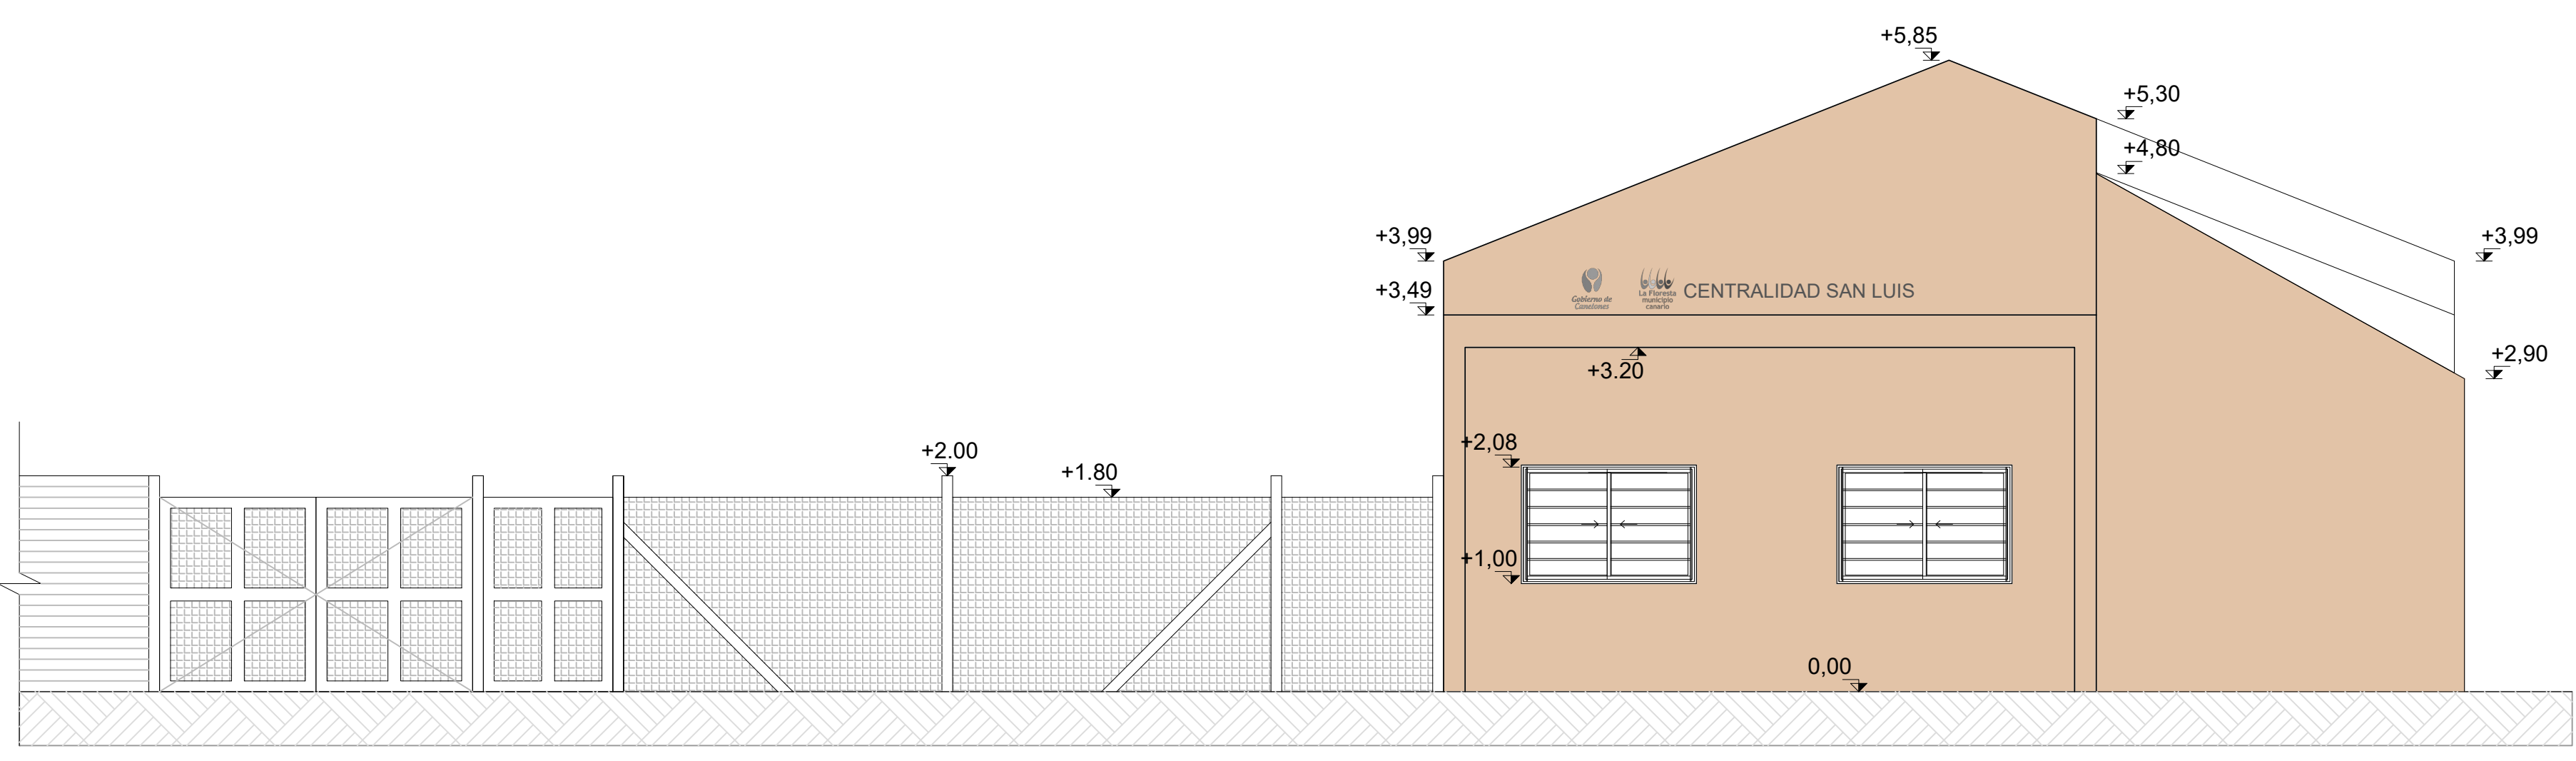 +5,85
+5,30
+4,80
+3,99
+3,99
+3,49
Gobierno de
Canelones
La Floresta
municipio
canario
CENTRALIDAD SAN LUIS
+2,90
+3.20
+2,08
+2.00
+1.80
+1,00
0,00